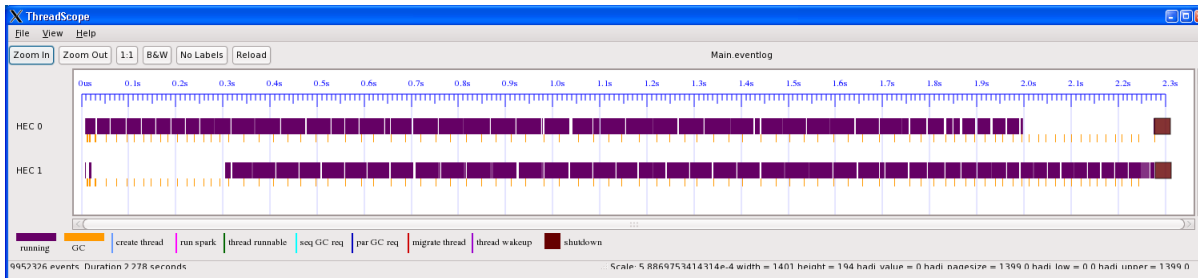 ThreadScope
File View Help
Zoom In Zoom Out 1:1 B&W No Labels Reload Main.eventlog
0us 0.1s 0.2s 0.3s 0.4s 0.5s 0.6s 0.7s 0.8s 0.9s 1.0s 1.1s 1.2s 1.3s 1.4s 1.5s 1.6s 1.7s 1.8s 1.9s 2.0s 2.1s 2.2s 2.3s
HEC 0
HEC 1
running GC create thread run spark thread runnable seq GC req par GC req migrate thread thread wakeup shutdown
9952326 events. Duration 2.278 seconds. Scale: 5.8869753414314e-4 width = 1401 height = 194 hadj_value = 0 hadj_pagesize = 1399.0 hadj_low = 0.0 hadj_upper = 1399.0